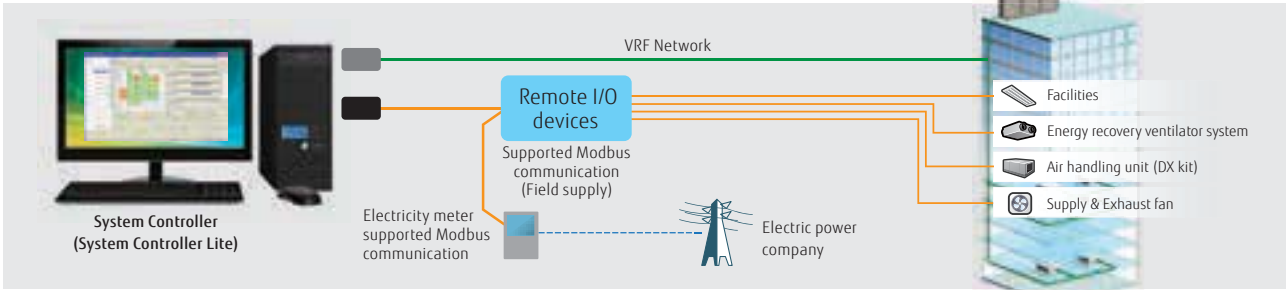 VRF Network
Remote I/O
devices
Supported Modbus
communication
(Field supply)
Facilities
Energy recovery ventilator system
Air handling unit (DX kit)
Supply & Exhaust fan
System Controller
(System Controller Lite)
Electricity meter
supported Modbus
communication
Electric power
company